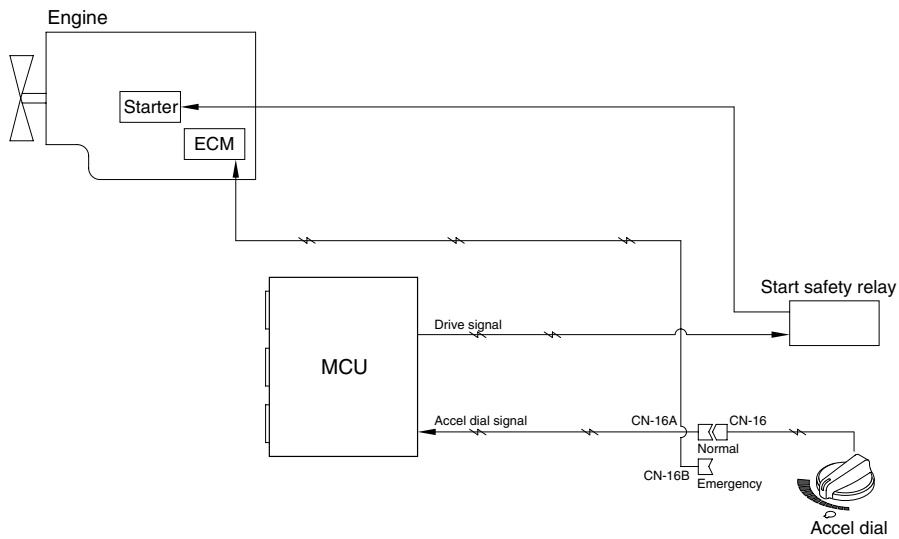 Engine
Starter
ECM
Start safety relay
Drive signal
MCU
Accel dial signal
CN-16A
CN-16
Normal
CN-16B
Emergency
Accel dial